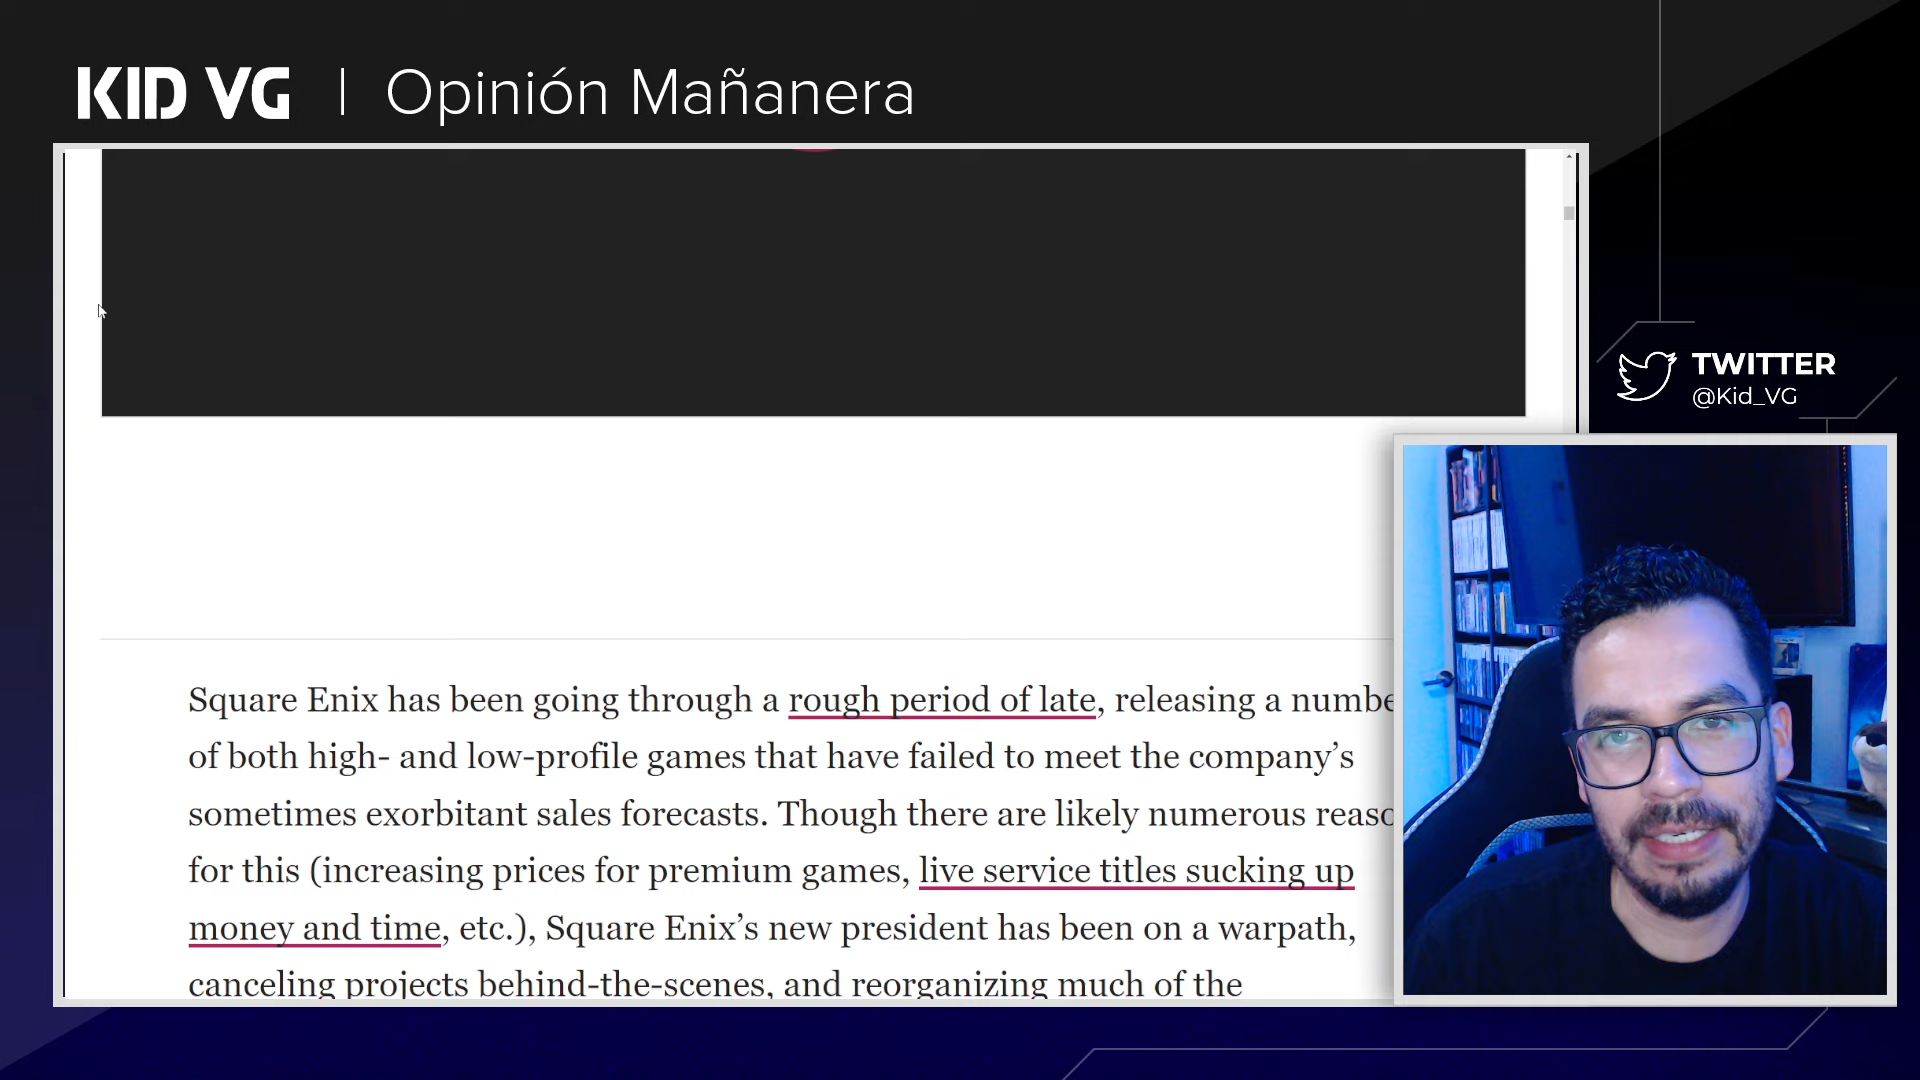 KID VG | Opinión Mañanera
TWITTER
@Kid_VG
Square Enix has been going through a rough period of late, releasing a numbe
of both high- and low-profile games that have failed to meet the company’s
sometimes exorbitant sales forecasts. Though there are likely numerous reaso
for this (increasing prices for premium games, live service titles sucking up
money and time, etc.), Square Enix’s new president has been on a warpath,
canceling projects behind-the-scenes, and reorganizing much of the